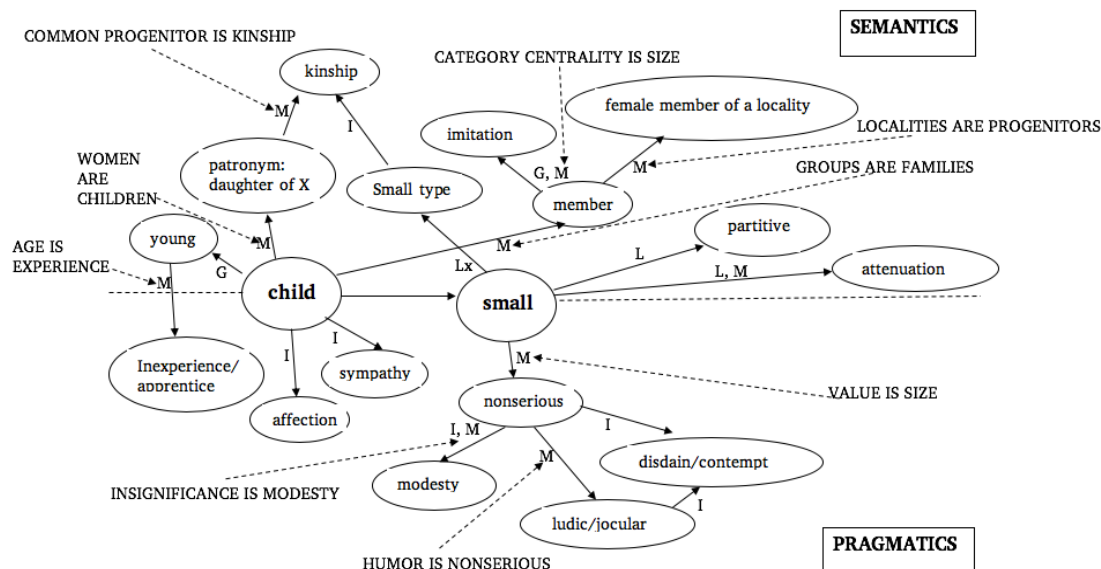 COMMON PROGENITOR IS KINSHIP
SEMANTICS
CATEGORY CENTRALITY IS SIZE
kinship
M
I
female member of a locality
imitation
LOCALITIES ARE PROGENITORS
WOMEN
ARE
CHILDREN
patronym:
daughter of X
Small type
G, M
M
GROUPS ARE FAMILIES
member
AGE IS
EXPERIENCE
young
M
M
G
M
Lx
L
partitive
L, M
attenuation
child
small
Inexperience/
apprentice
I
I
sympathy
affection
M
VALUE IS SIZE
nonserious
I, M
M
I
disdain/contempt
INSIGNIFICANCE IS MODESTY
modesty
I
ludic/jocular
HUMOR IS NONSERIOUS
PRAGMATICS